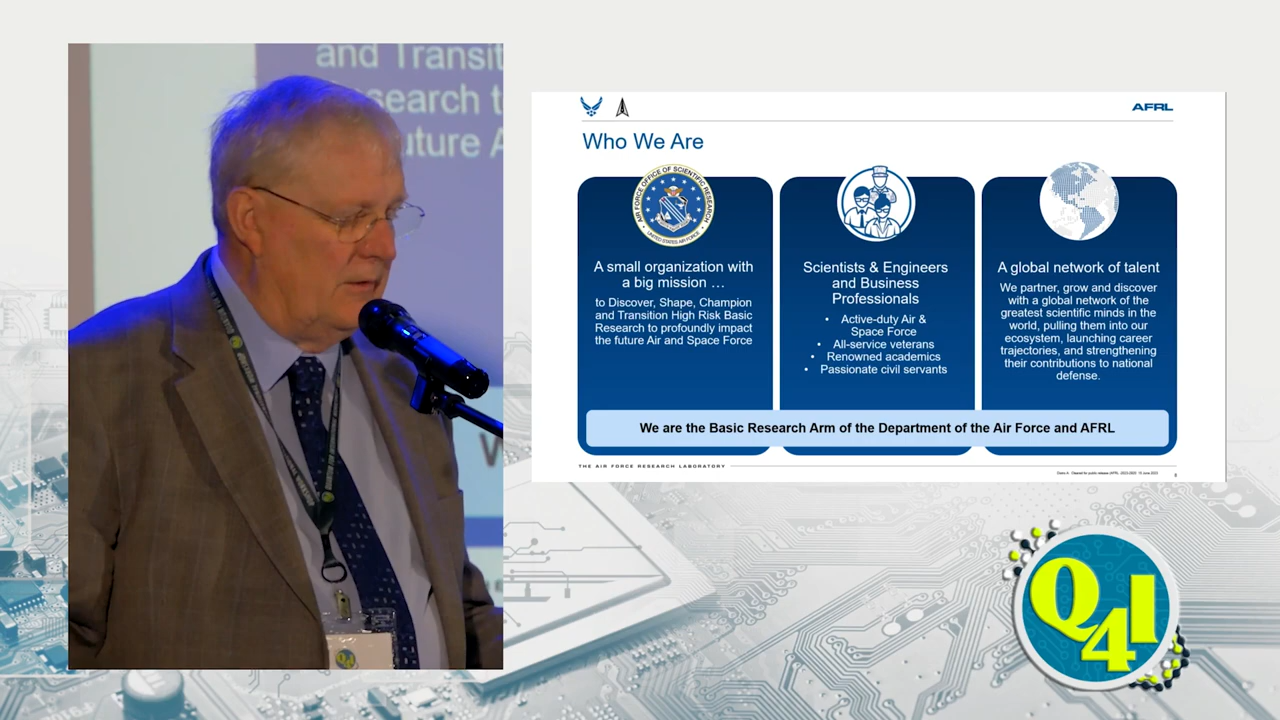 and Transit
search t
uture A
AFRL
Who We Are
AIR FORCE OFFICE OF SCIENTIFIC RESEARCH
UNITED STATES AIR FORCE
A small organization with
a big mission …
to Discover, Shape, Champion
and Transition High Risk Basic
Research to profoundly impact
the future Air and Space Force
Scientists & Engineers
and Business
Professionals
• Active-duty Air &
Space Force
• All-service veterans
• Renowned academics
• Passionate civil servants
A global network of talent
We partner, grow and discover
with a global network of the
greatest scientific minds in the
world, pulling them into our
ecosystem, launching career
trajectories, and strengthening
their contributions to national
defense.
We are the Basic Research Arm of the Department of the Air Force and AFRL
THE AIR FORCE RESEARCH LABORATORY
Q4I